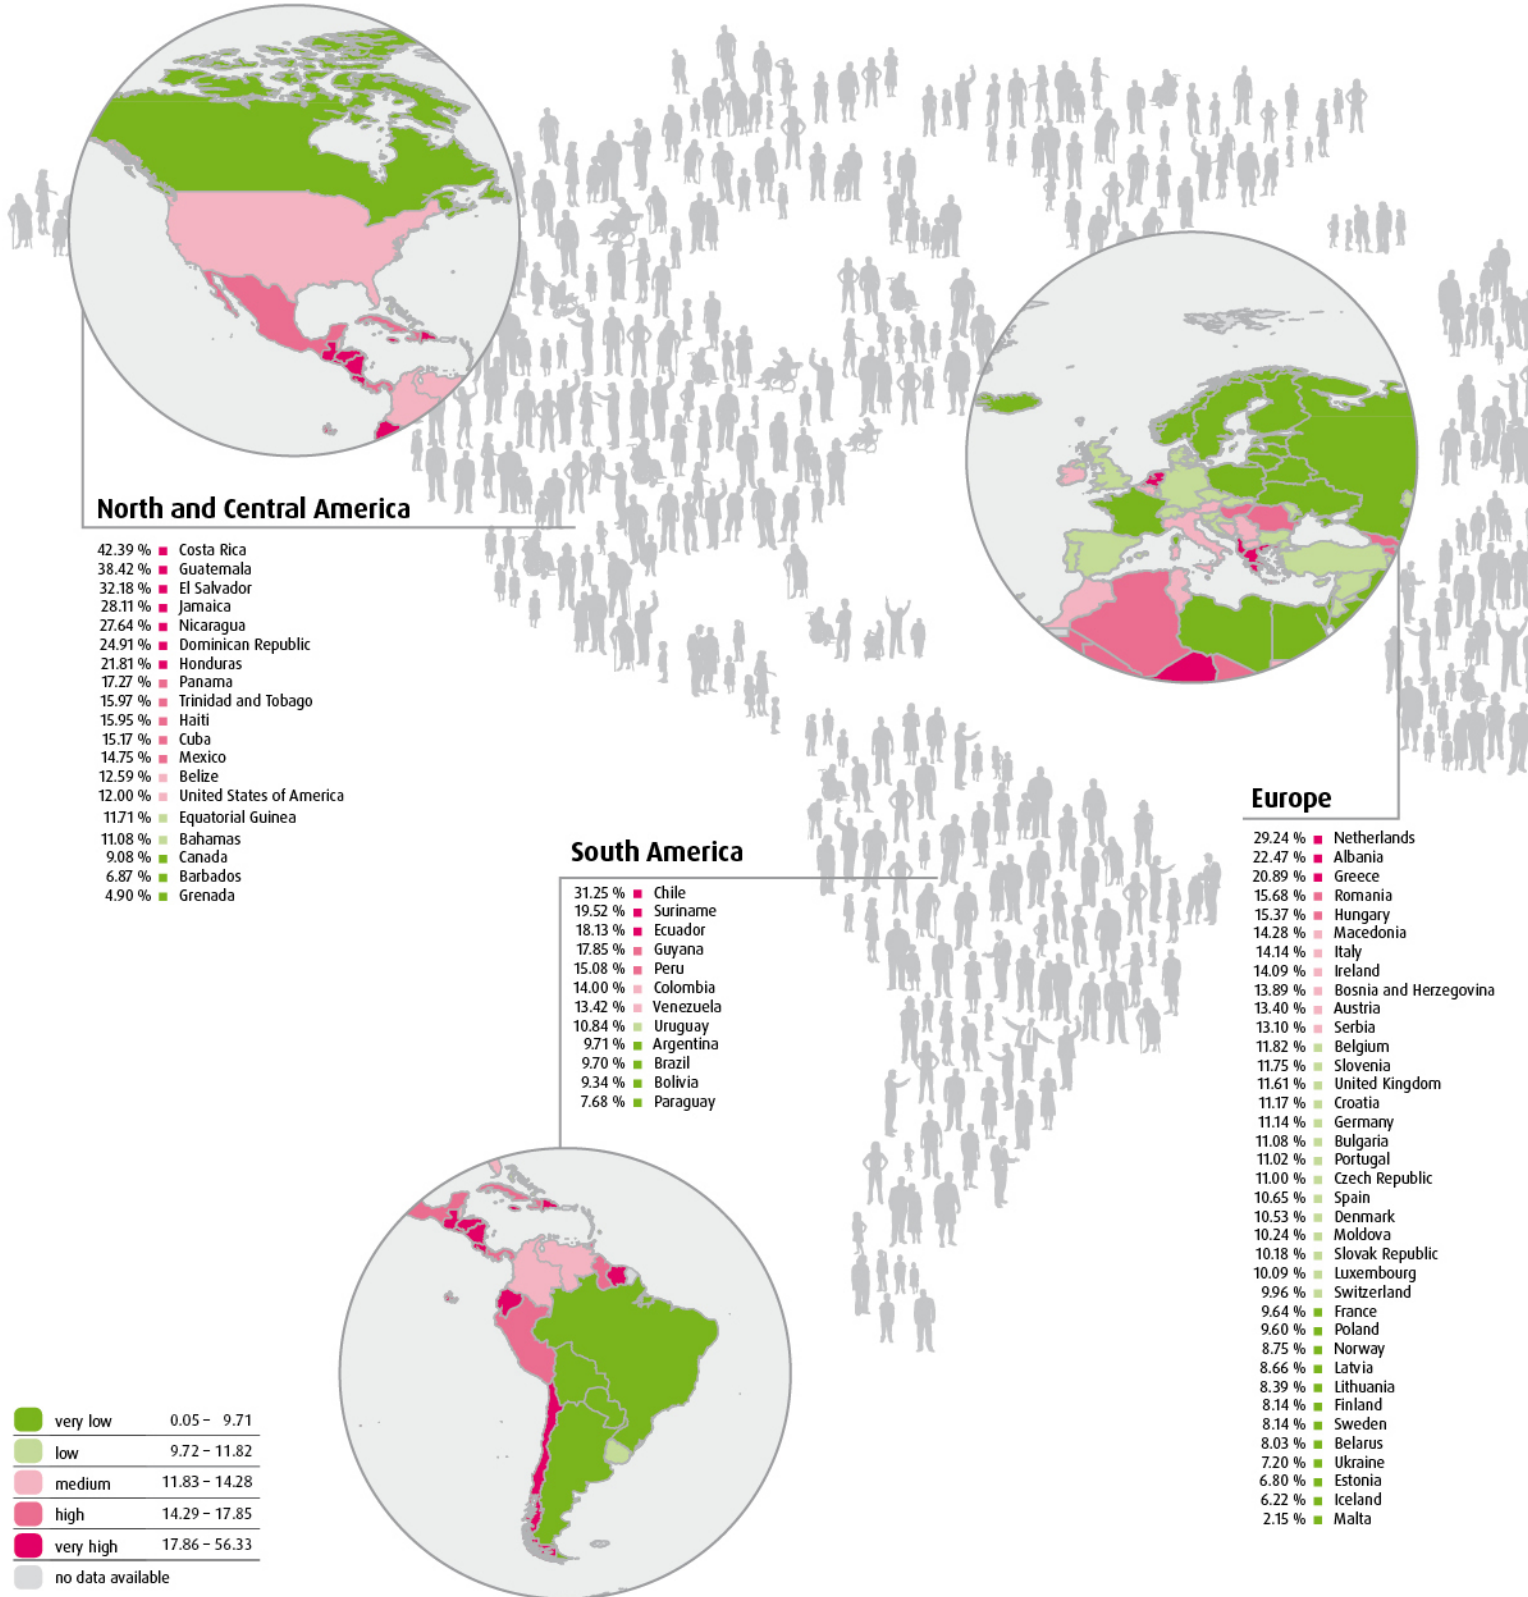 North and Central America
42.39 % Costa Rica
38.42 % Guatemala
32.18 % El Salvador
28.11 % Jamaica
27.64 % Nicaragua
24.91 % Dominican Republic
21.81 % Honduras
17.27 % Panama
15.97 % Trinidad and Tobago
15.95 % Haiti
15.17 % Cuba
14.75 % Mexico
12.59 % Belize
12.00 % United States of America
11.71 % Equatorial Guinea
11.08 % Bahamas
9.08 % Canada
6.87 % Barbados
4.90 % Grenada
South America
31.25 % Chile
19.52 % Suriname
18.13 % Ecuador
17.85 % Guyana
15.08 % Peru
14.00 % Colombia
13.42 % Venezuela
10.84 % Uruguay
9.71 % Argentina
9.70 % Brazil
9.34 % Bolivia
7.68 % Paraguay
Europe
29.24 % Netherlands
22.47 % Albania
20.89 % Greece
15.68 % Romania
15.37 % Hungary
14.28 % Macedonia
14.14 % Italy
14.09 % Ireland
13.89 % Bosnia and Herzegovina
13.40 % Austria
13.10 % Serbia
11.82 % Belgium
11.75 % Slovenia
11.61 % United Kingdom
11.17 % Croatia
11.14 % Germany
11.08 % Bulgaria
11.02 % Portugal
11.00 % Czech Republic
10.65 % Spain
10.53 % Denmark
10.24 % Moldova
10.18 % Slovak Republic
10.09 % Luxembourg
9.96 % Switzerland
9.64 % France
9.60 % Poland
8.75 % Norway
8.66 % Latvia
8.39 % Lithuania
8.14 % Finland
8.14 % Sweden
8.03 % Belarus
7.20 % Ukraine
6.80 % Estonia
6.22 % Iceland
2.15 % Malta
very low 0.05 – 9.71
low 9.72 – 11.82
medium 11.83 – 14.28
high 14.29 – 17.85
very high 17.86 – 56.33
no data available